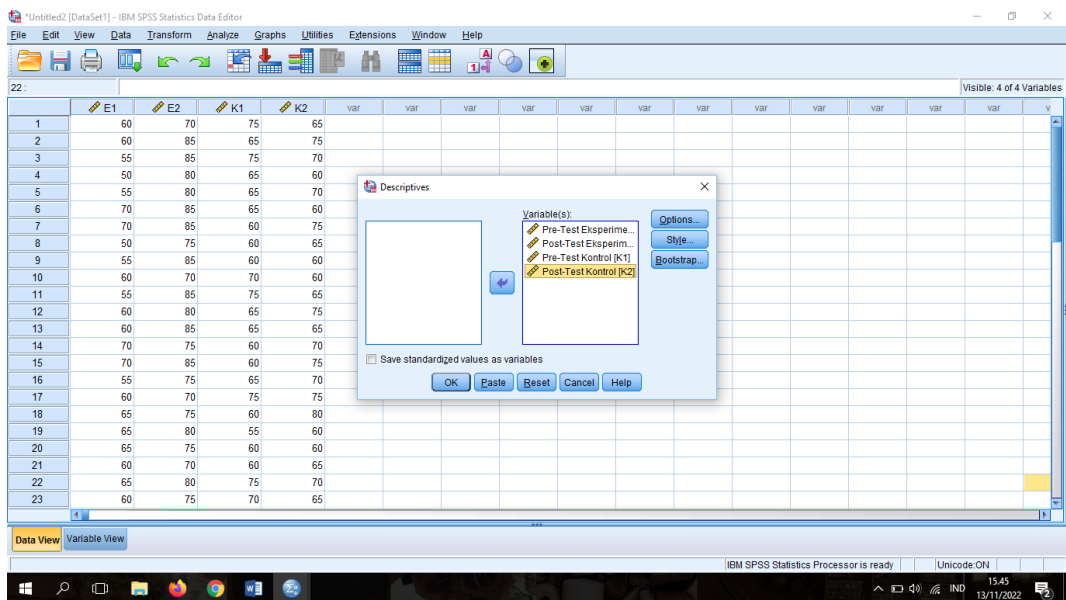 *Untitled2 [DataSet1] - IBM SPSS Statistics Data Editor
File Edit View Data Transform Analyze Graphs Utilities Extensions Window Help
22 : Visible: 4 of 4 Variables
E1 E2 K1 K2 var var var var var var var var var var var var v
1 60 70 75 65
2 60 85 65 75
3 55 85 75 70
4 50 80 65 60
5 55 80 65 70
6 70 85 65 60
7 70 85 60 75
8 50 75 60 65
9 55 85 60 60
10 60 70 70 60
11 55 85 75 65
12 60 80 65 75
13 60 85 65 65
14 70 75 60 70
15 70 85 60 75
16 55 75 65 70
17 60 70 75 75
18 65 75 60 80
19 65 80 55 60
20 65 75 60 60
21 60 70 60 65
22 65 80 75 70
23 60 75 70 65
Descriptives
Variable(s):
Pre-Test Eksperime...
Post-Test Eksperim...
Pre-Test Kontrol [K1]
Post-Test Kontrol [K2]
Options...
Style...
Bootstrap...
Save standardized values as variables
OK Paste Reset Cancel Help
Data View Variable View
IBM SPSS Statistics Processor is ready Unicode:ON
IND 15.45
13/11/2022
2